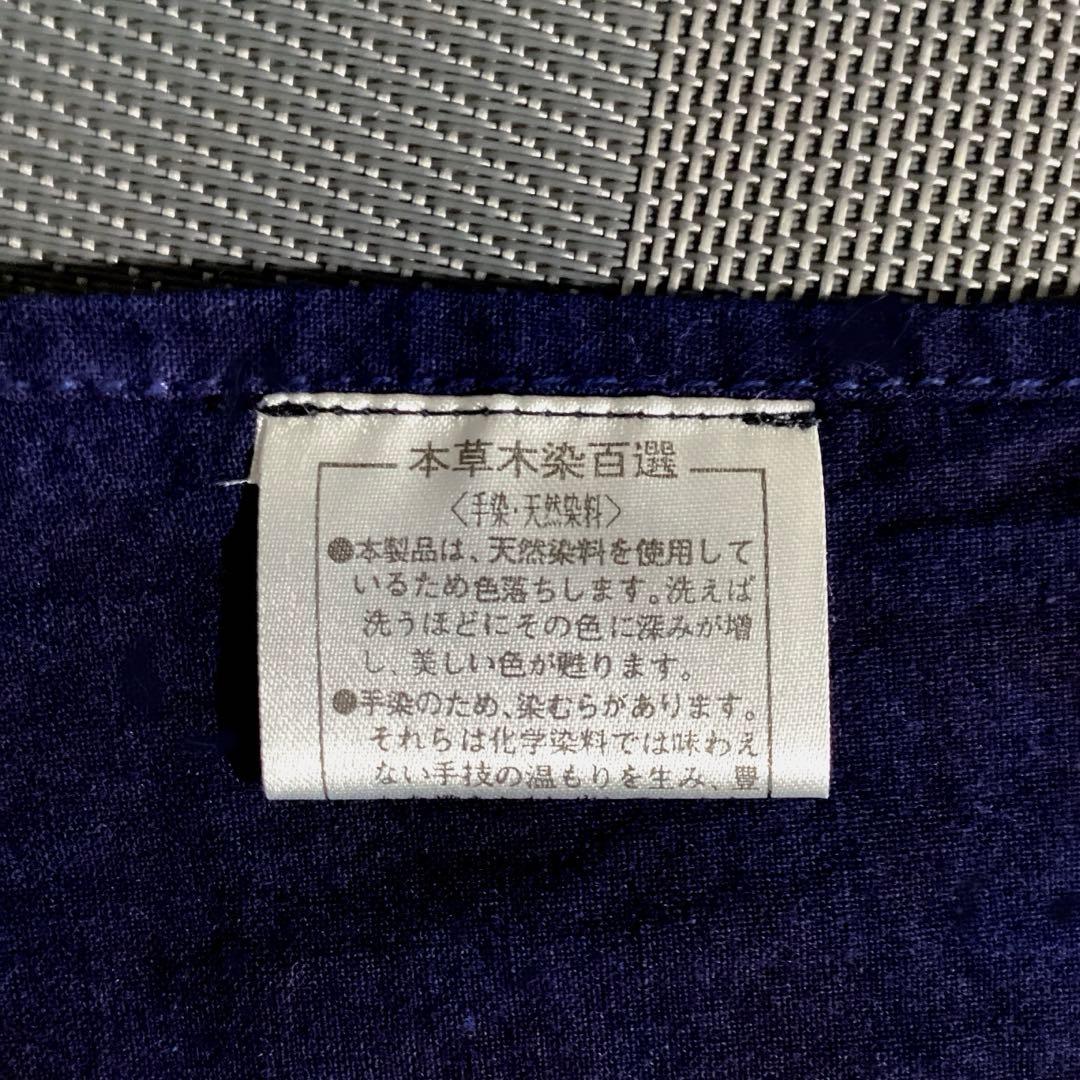 本草木染百選
〈手染・天然染料〉
●本製品は、天然染料を使用して
いるため色落ちします。洗えば
洗うほどにその色に深みが増
し、美しい色が甦ります。
●手染のため、染むらがあります。
それらは化学染料では味わえ
ない手技の温もりを生み、豊